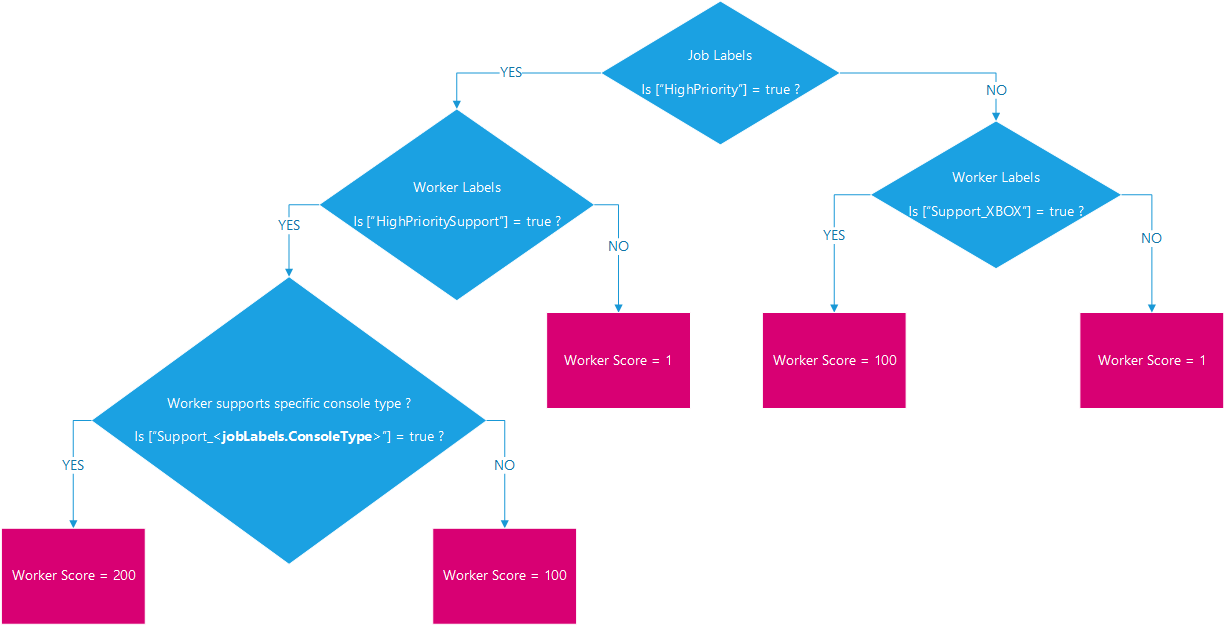 Job Labels
Is ["HighPriority"] = true ?
YES
NO
Worker Labels
Is ["HighPrioritySupport"] = true ?
Worker Labels
Is ["Support_XBOX"] = true ?
YES
NO
YES
NO
Worker Score = 1
Worker Score = 100
Worker Score = 1
Worker supports specific console type ?
Is ["Support_<jobLabels.ConsoleType>"] = true ?
YES
NO
Worker Score = 200
Worker Score = 100